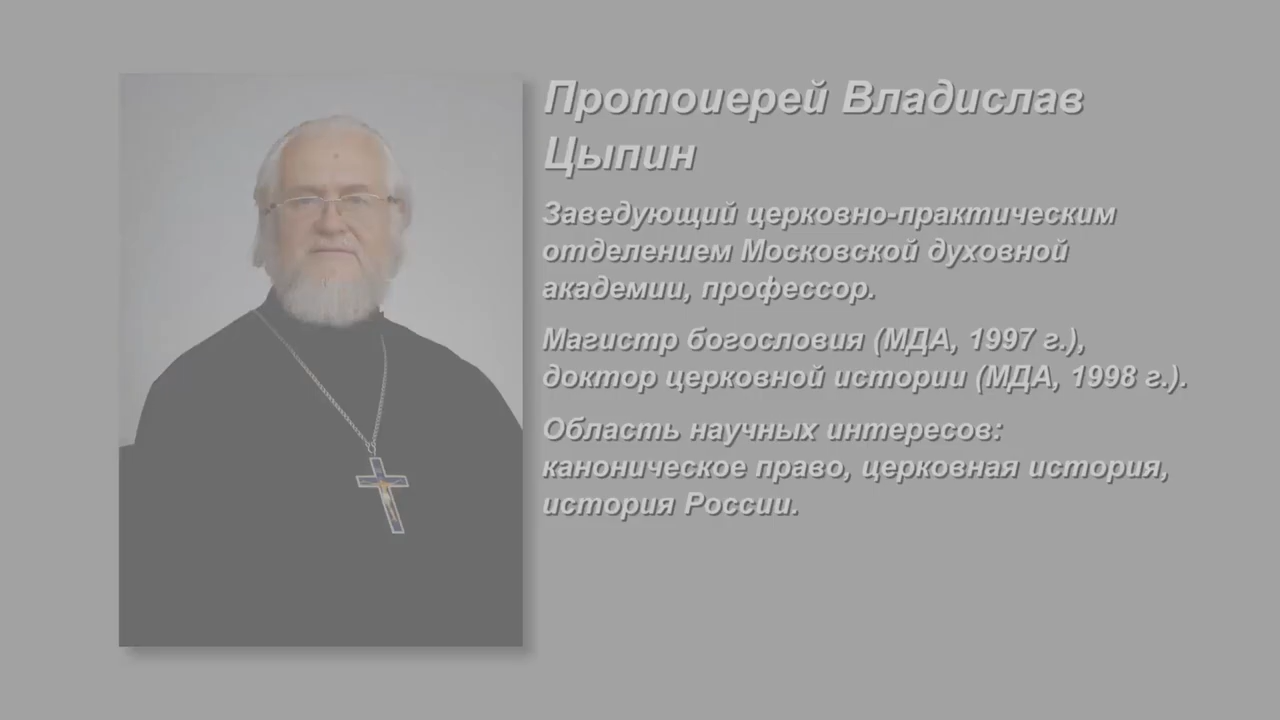 Протоиерей Владислав
Цыпин
Заведующий церковно-практическим
отделением Московской духовной
академии, профессор.
Магистр богословия (МДА, 1997 г.),
доктор церковной истории (МДА, 1998 г.).
Область научных интересов:
каноническое право, церковная история,
история России.